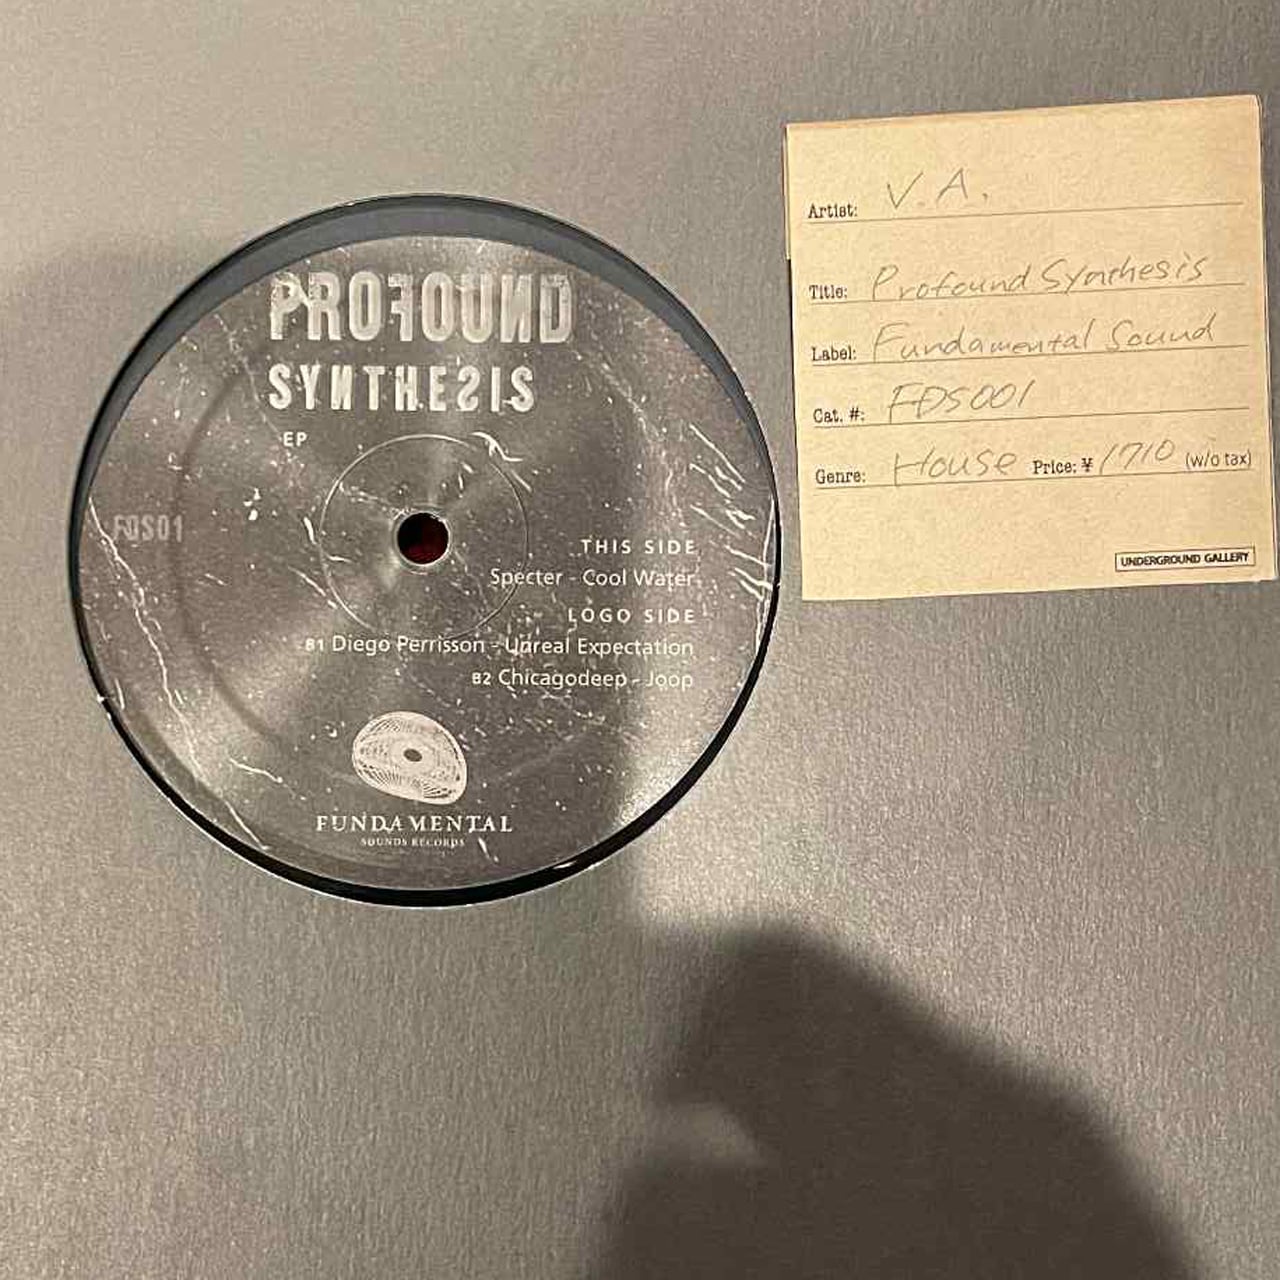 PROFOUND
SYNTHESIS
EP
FDS01
THIS SIDE
Specter - Cool Water
LOGO SIDE
B1 Diego Perrisson - Unreal Expectation
B2 Chicagodeep - Joop
FUNDAMENTAL
SOUNDS RECORDS
Artist: V.A.
Title: Profound Synthesis
Label: Fundamental Sound
Cat. #: FDS001
Genre: House Price: ¥ 1710 (w/o tax)
UNDERGROUND GALLERY